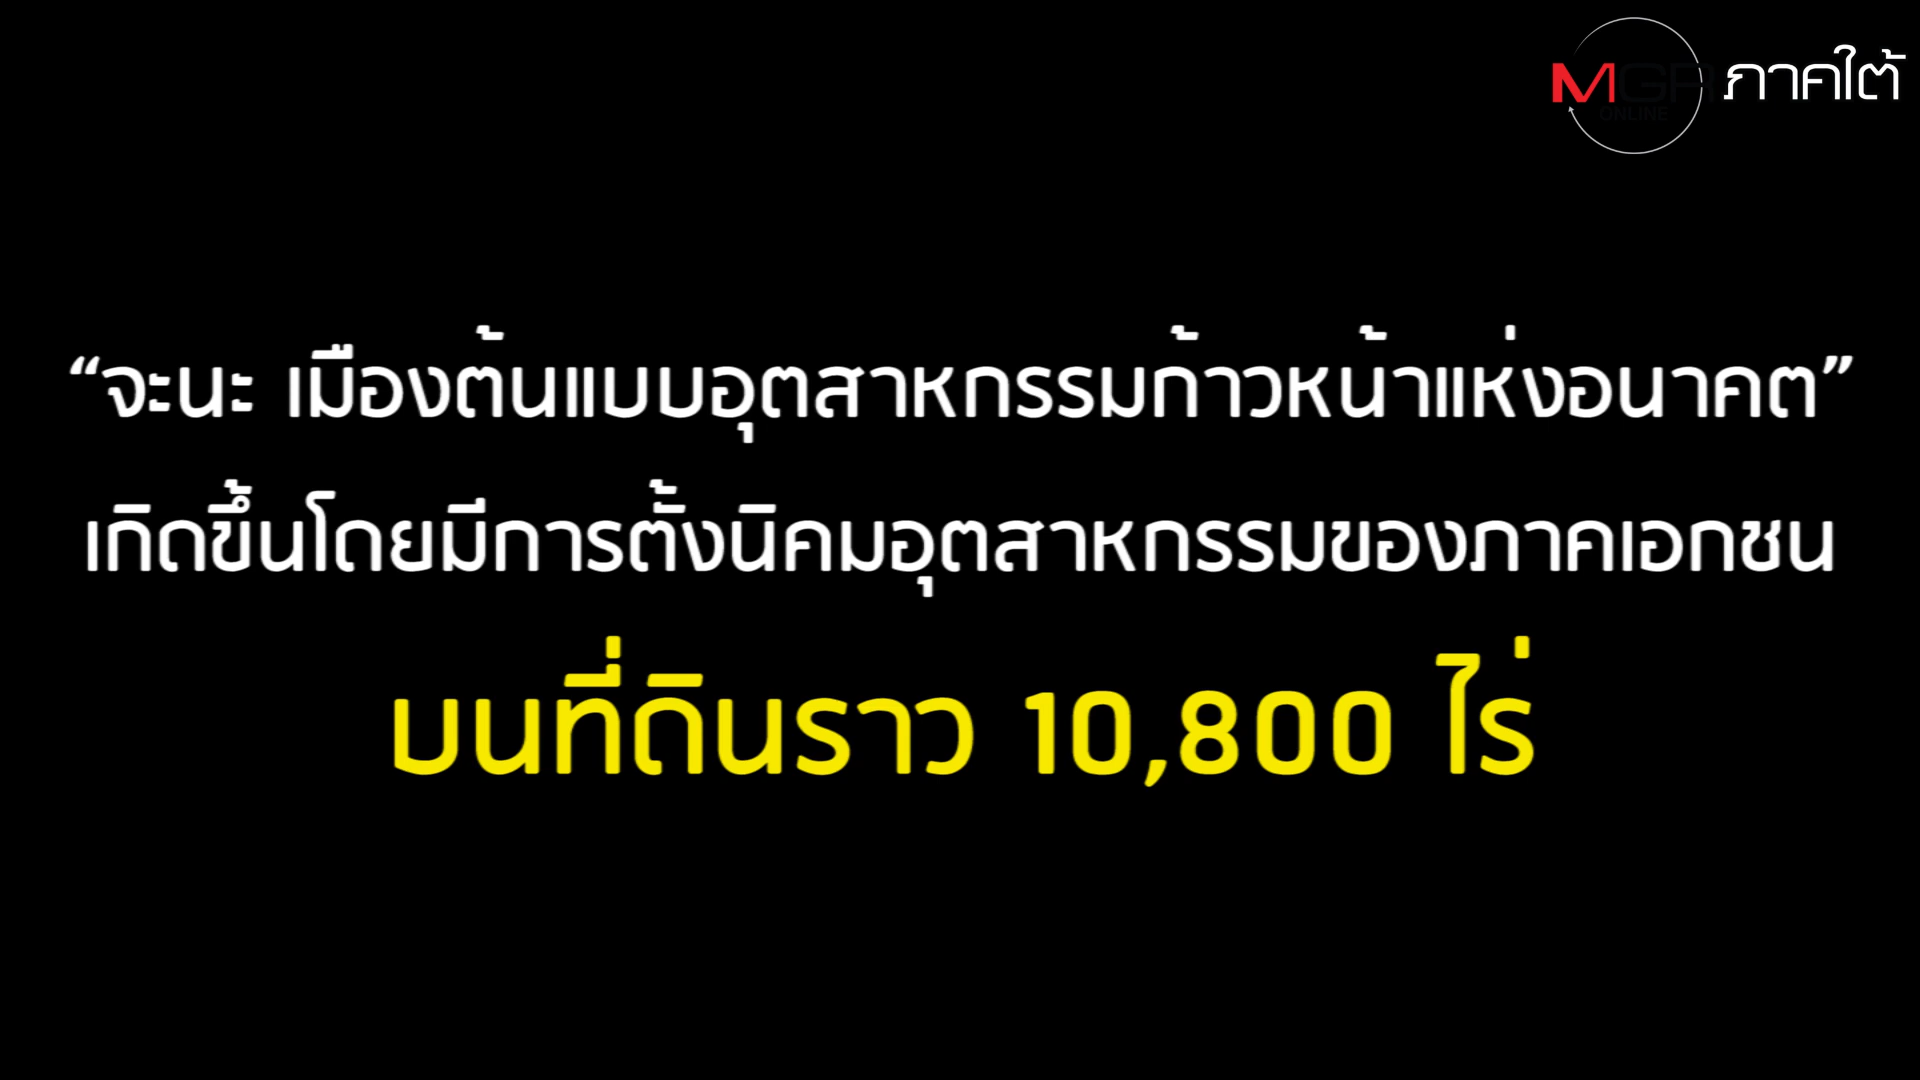 MGR ภาคใต้
ONLINE
“จะนะ เมืองต้นแบบอุตสาหกรรมก้าวหน้าแห่งอนาคต”
เกิดขึ้นโดยมีการตั้งนิคมอุตสาหกรรมของภาคเอกชน
บนที่ดินราว 10,800 ไร่